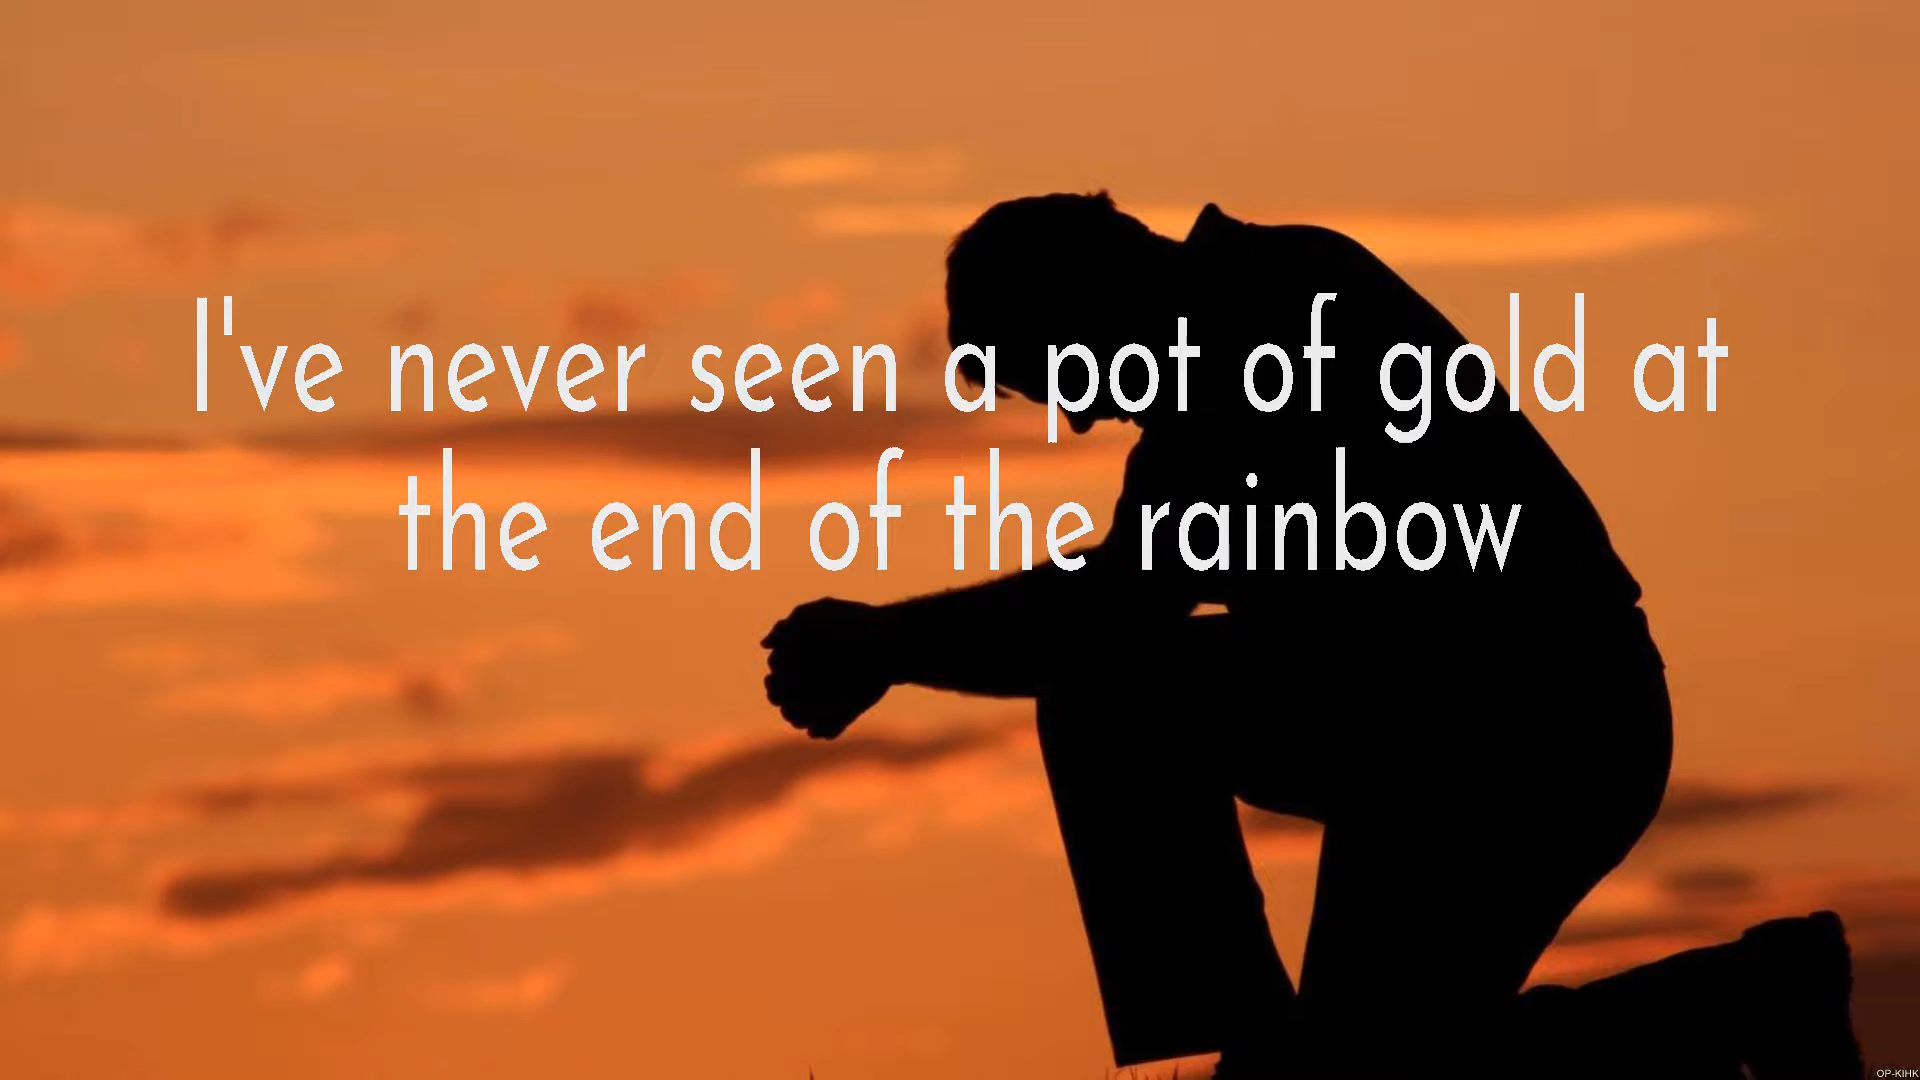 I've never seen a pot of gold at
the end of the rainbow
OP-KIHK